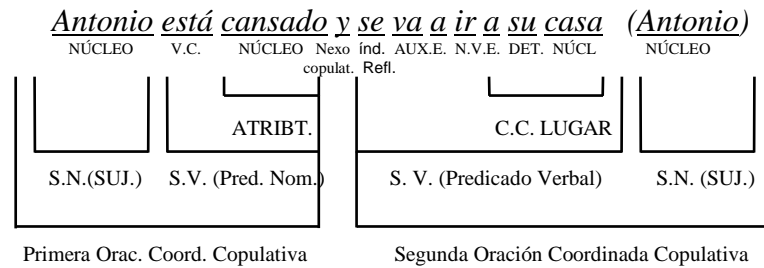 Antonio está cansado y se va a ir a su casa (Antonio)
NÚCLEO V.C. NÚCLEO Nexo índ. AUX.E. N.V.E. DET. NÚCL NÚCLEO
copulat. Refl.
ATRIBT. C.C. LUGAR
S.N.(SUJ.) S.V. (Pred. Nom.) S. V. (Predicado Verbal) S.N. (SUJ.)
Primera Orac. Coord. Copulativa Segunda Oración Coordinada Copulativa